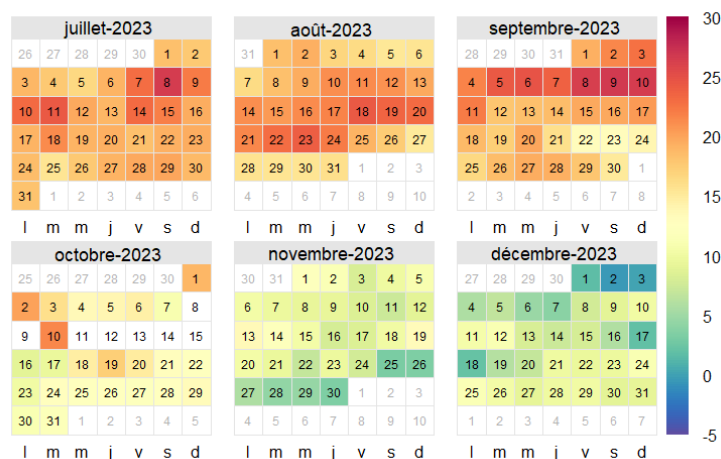 juillet-2023 août-2023 septembre-2023 30
26 27 28 29 30 1 2 31 1 2 3 4 5 6 28 29 30 31 1 2 3
3 4 5 6 7 8 9 7 8 9 10 11 12 13 4 5 6 7 8 9 10 25
10 11 12 13 14 15 16 14 15 16 17 18 19 20 11 12 13 14 15 16 17
17 18 19 20 21 22 23 21 22 23 24 25 26 27 18 19 20 21 22 23 24 20
24 25 26 27 28 29 30 28 29 30 31 1 2 3 25 26 27 28 29 30 1
31 1 2 3 4 5 6 4 5 6 7 8 9 10 2 3 4 5 6 7 8 15
l m m j v s d l m m j v s d l m m j v s d
octobre-2023 novembre-2023 décembre-2023 10
25 26 27 28 29 30 1 30 31 1 2 3 4 5 27 28 29 30 1 2 3
2 3 4 5 6 7 8 6 7 8 9 10 11 12 4 5 6 7 8 9 10
9 10 11 12 13 14 15 13 14 15 16 17 18 19 11 12 13 14 15 16 17 5
16 17 18 19 20 21 22 20 21 22 23 24 25 26 18 19 20 21 22 23 24 0
23 24 25 26 27 28 29 27 28 29 30 1 2 3 25 26 27 28 29 30 31
30 31 1 2 3 4 5 4 5 6 7 8 9 10 1 2 3 4 5 6 7 -5
l m m j v s d l m m j v s d l m m j v s d